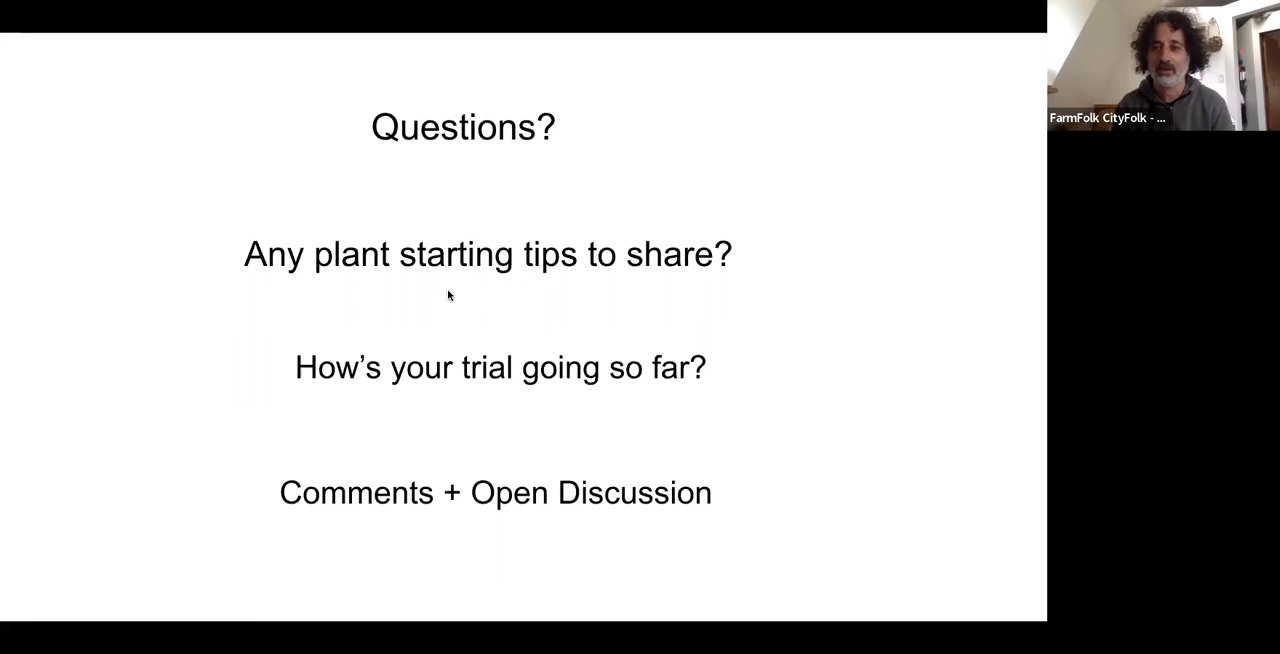 Questions?
FarmFolk CityFolk - ...
Any plant starting tips to share?
How’s your trial going so far?
Comments + Open Discussion